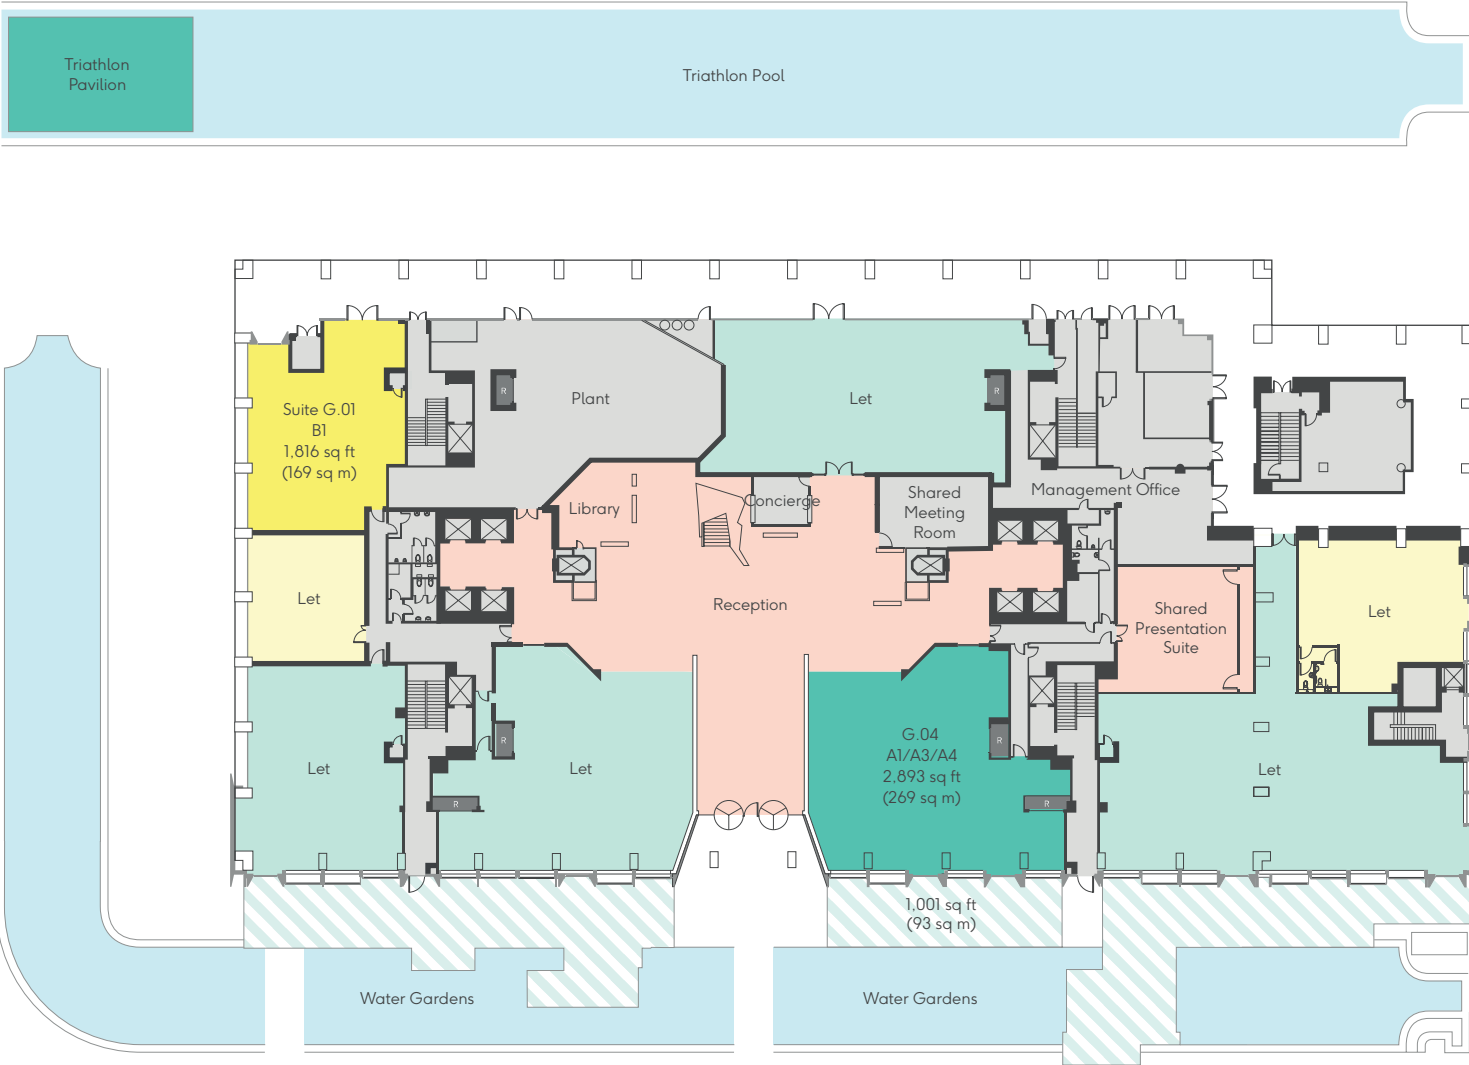 Triathlon
Pavilion
Triathlon Pool
Suite G.01
B1
1,816 sq ft
(169 sq m)
R
Plant
Let
R
Library
Concierge
Shared
Meeting
Room
Management Office
Let
Reception
Shared
Presentation
Suite
Let
Let
R
Let
R
G.04
A1/A3/A4
2,893 sq ft
(269 sq m)
R
R
Let
1,001 sq ft
(93 sq m)
Water Gardens
Water Gardens